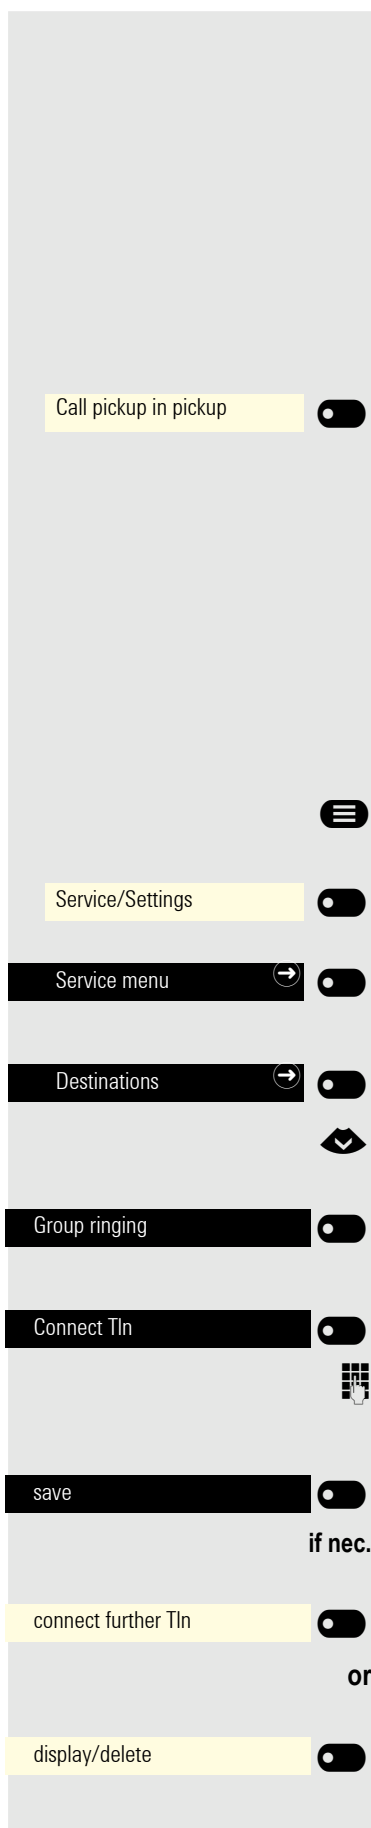 Call pickup in pickup
Service/Settings
Service menu
Destinations
Group ringing
Connect Tln
save
if nec.
connect further Tln
or
display/delete